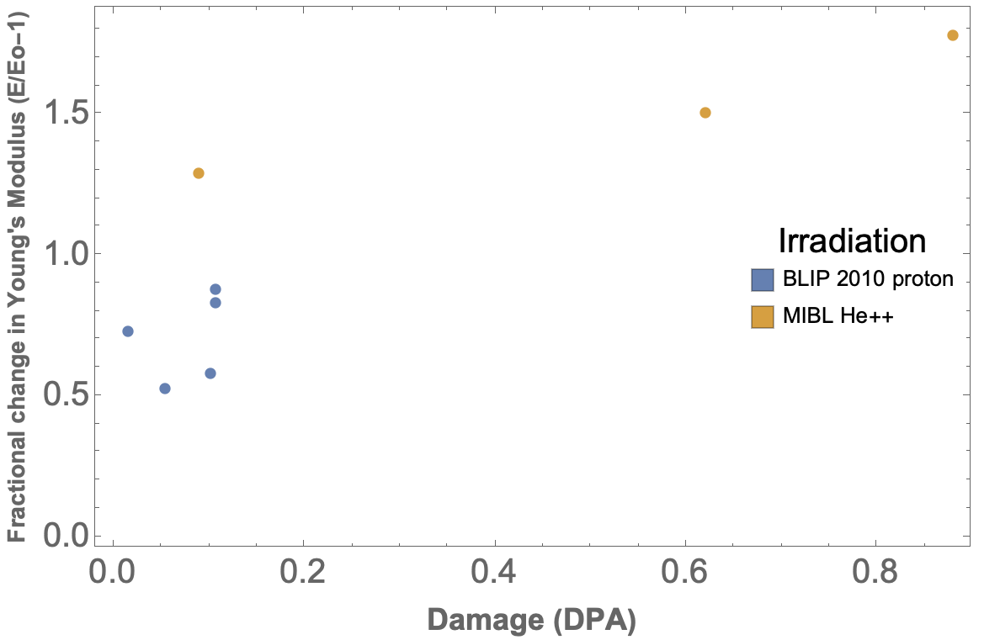 Fractional change in Young's Modulus (E/Eo−1)
1.5
1.0
0.5
0.0
Irradiation
BLIP 2010 proton
MIBL He++
0.0 0.2 0.4 0.6 0.8
Damage (DPA)